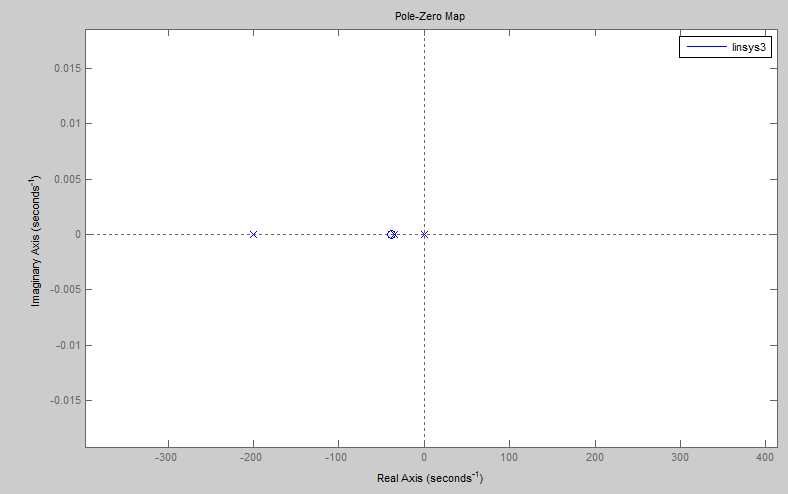 Pole-Zero Map
linsys3
0.015
0.01
0.005
0
-0.005
-0.01
-0.015
Imaginary Axis (seconds⁻¹)
-300 -200 -100 0 100 200 300 400
Real Axis (seconds⁻¹)